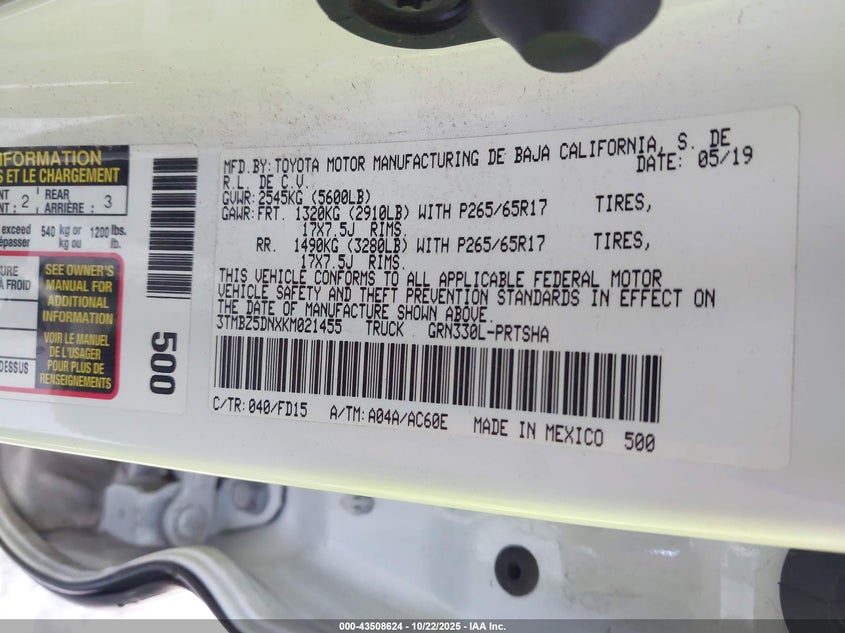 NFORMATION
S ET LE CHARGEMENT
NT 2 REAR 3
NT : ARRIÈRE :
exceed 540 kg or 1200 lbs.
épasser kg ou lb.
URE
À FROID
SEE OWNER'S
MANUAL FOR
ADDITIONAL
INFORMATION
VOIR LE MANUEL
DE L'USAGER
POUR PLUS DE
RENSEIGNEMENTS
DESSUS
500
MFD.BY:TOYOTA MOTOR MANUFACTURING DE BAJA CALIFORNIA, S. DE
R.L. DE C.V. DATE: 05/19
GVWR:2545KG (5600LB)
GAWR:FRT. 1320KG (2910LB) WITH P265/65R17 TIRES,
17X7.5J RIMS.
RR. 1490KG (3280LB) WITH P265/65R17 TIRES,
17X7.5J RIMS.
THIS VEHICLE CONFORMS TO ALL APPLICABLE FEDERAL MOTOR
VEHICLE SAFETY AND THEFT PREVENTION STANDARDS IN EFFECT ON
THE DATE OF MANUFACTURE SHOWN ABOVE.
3TMBZ5DNXKM021455 TRUCK GRN330L-PRTSHA
C/TR:040/FD15 A/TM:A04A/AC60E MADE IN MEXICO 500
000-43508624 - 10/22/2025 - IAA Inc.